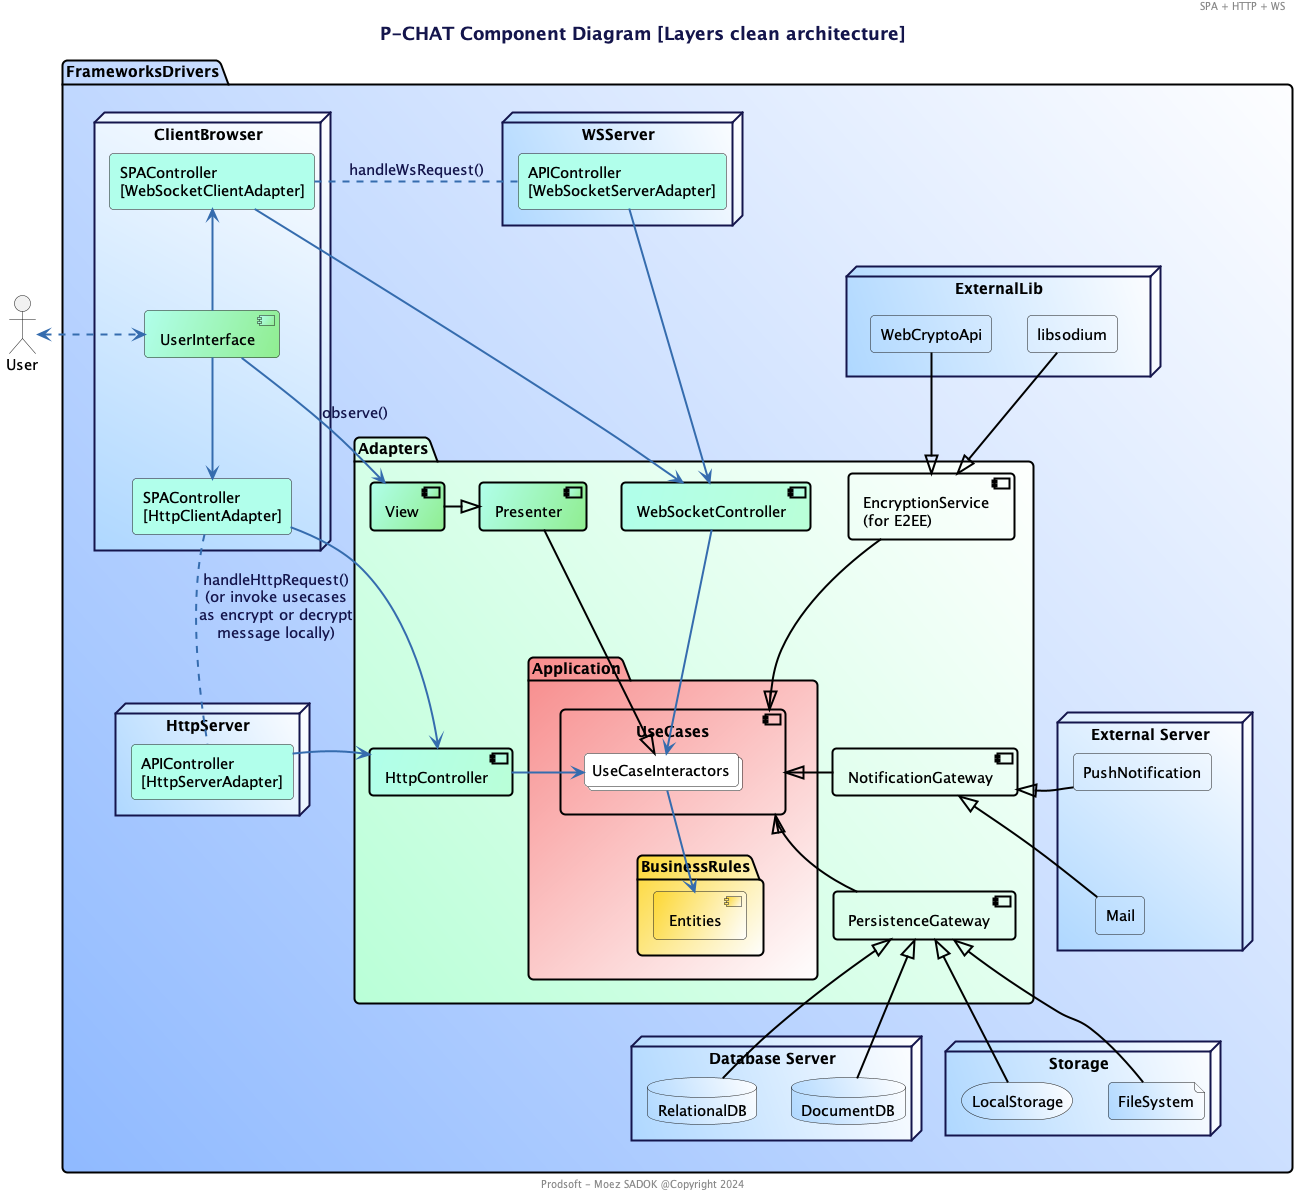 SPA + HTTP + WS
P-CHAT Component Diagram [Layers clean architecture]
FrameworksDrivers
ClientBrowser
SPAController
[WebSocketClientAdapter]
handleWsRequest()
WSServer
APIController
[WebSocketServerAdapter]
ExternalLib
WebCryptoApi
libsodium
UserInterface
User
observe()
Adapters
SPAController
[HttpClientAdapter]
View
Presenter
WebSocketController
EncryptionService
(for E2EE)
handleHttpRequest()
(or invoke usecases
as encrypt or decrypt
message locally)
Application
UseCases
UseCaseInteractors
HttpServer
APIController
[HttpServerAdapter]
HttpController
NotificationGateway
External Server
PushNotification
Mail
BusinessRules
Entities
PersistenceGateway
Database Server
RelationalDB
DocumentDB
Storage
LocalStorage
FileSystem
Prodsoft - Moez SADOK @Copyright 2024